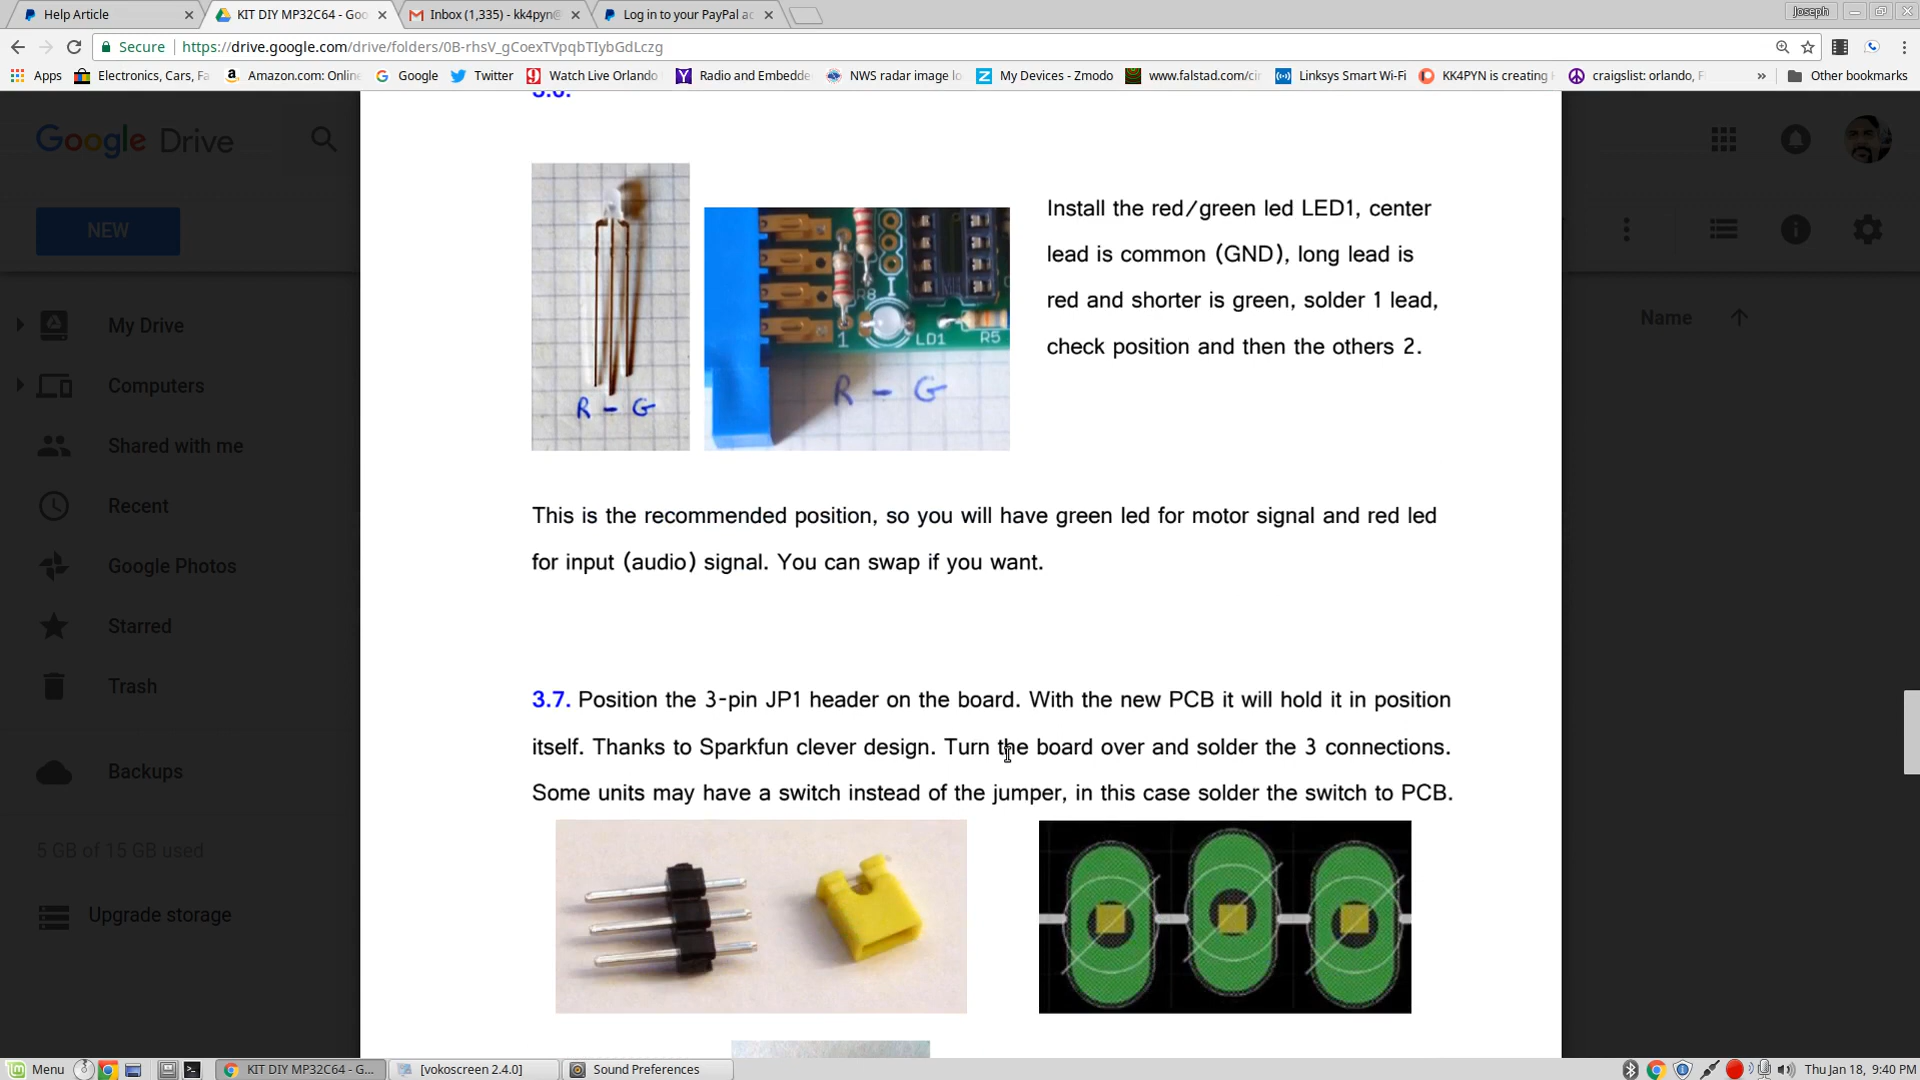 Help Article
KIT DIY MP32C64 - Goo
Inbox (1,335) - kk4pyn@
Log in to your PayPal ac
Joseph
Secure
https://drive.google.com/drive/folders/0B-rhsV_gCoexTVpqbTIybGdLczg
Apps
Electronics, Cars, Fa
Amazon.com: Online
Google
Twitter
Watch Live Orlando
Radio and Embedde
NWS radar image lo
My Devices - Zmodo
www.falstad.com/cir
Linksys Smart Wi-Fi
KK4PYN is creating
craigslist: orlando, F
»
Other bookmarks
Google Drive
NEW
My Drive
Computers
Shared with me
Recent
Google Photos
Starred
Trash
Backups
5 GB of 15 GB used
Upgrade storage
Name
3.6.
R - G
R8
1
LD1
R5
R - G
Install the red/green led LED1, center
lead is common (GND), long lead is
red and shorter is green, solder 1 lead,
check position and then the others 2.
This is the recommended position, so you will have green led for motor signal and red led
for input (audio) signal. You can swap if you want.
3.7. Position the 3-pin JP1 header on the board. With the new PCB it will hold it in position
itself. Thanks to Sparkfun clever design. Turn the board over and solder the 3 connections.
Some units may have a switch instead of the jumper, in this case solder the switch to PCB.
Menu
KIT DIY MP32C64 - G...
[vokoscreen 2.4.0]
Sound Preferences
Thu Jan 18, 9:40 PM